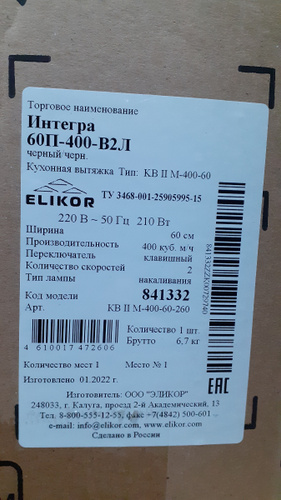 Торговое наименование
Интегра
60П-400-В2Л
черный/черн.
Кухонная вытяжка Тип: КВ II М-400-60
ELIKOR
ТУ 3468-001-25905995-15
220 В ~ 50 Гц 210 Вт
Ширина 60 см
Производительность 400 куб. м/ч
Переключатель клавишный
Количество скоростей 2
Тип лампы накаливания
Код модели 841332
Арт. КВ II М-400-60-260
Количество 1 шт.
Брутто 6,7 кг
4 610017 472606
Количество мест 1 Место № 1
Изготовлено 01.2022 г.
EAC
Изготовитель: ООО "ЭЛИКОР"
248033, г. Калуга, проезд 2-й Академический, 13
Тел. 8-800-555-12-55, факс +7(4842) 500-601
e-mail: info@elikor.com, www.elikor.com
Сделано в России